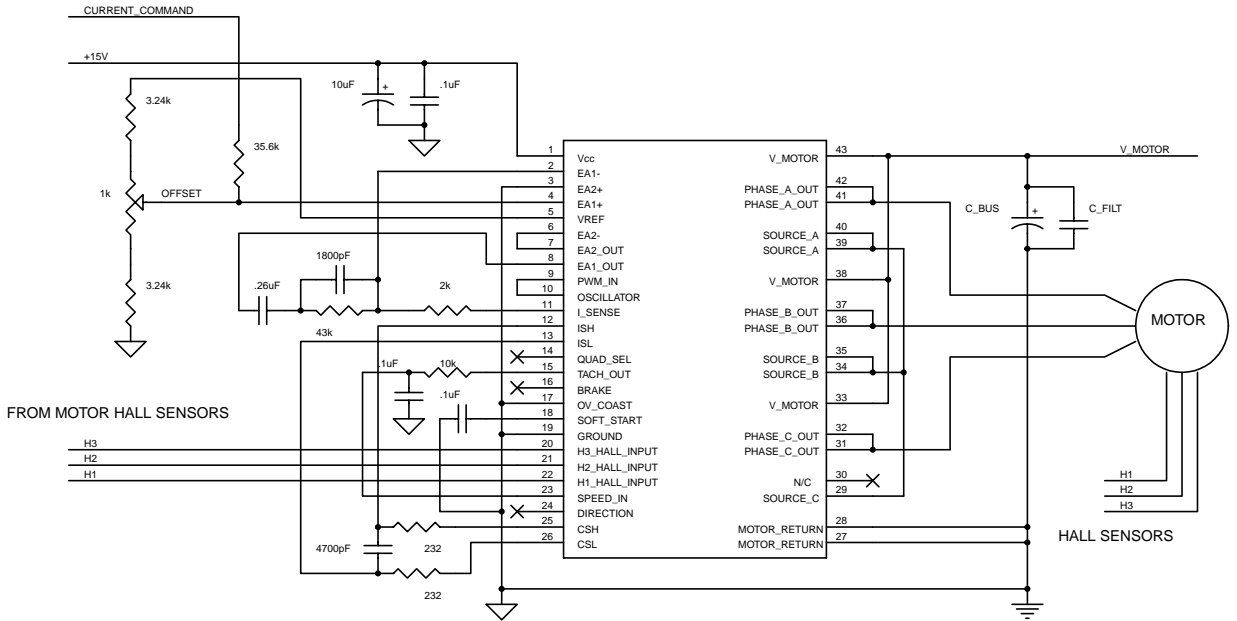 CURRENT_COMMAND
+15V
10uF
+
.1uF
3.24k
35.6k
1k
OFFSET
3.24k
1800pF
.26uF
2k
43k
.1uF
10k
.1uF
FROM MOTOR HALL SENSORS
H3
H2
H1
4700pF
232
232
1
Vcc
2
EA1-
3
EA2+
4
EA1+
5
VREF
6
EA2-
7
EA2_OUT
8
EA1_OUT
9
PWM_IN
10
OSCILLATOR
11
I_SENSE
12
ISH
13
ISL
14
QUAD_SEL
15
TACH_OUT
16
BRAKE
17
OV_COAST
18
SOFT_START
19
GROUND
20
H3_HALL_INPUT
21
H2_HALL_INPUT
22
H1_HALL_INPUT
23
SPEED_IN
24
DIRECTION
25
CSH
26
CSL
V_MOTOR
43
PHASE_A_OUT
42
PHASE_A_OUT
41
SOURCE_A
40
SOURCE_A
39
V_MOTOR
38
PHASE_B_OUT
37
PHASE_B_OUT
36
SOURCE_B
35
SOURCE_B
34
V_MOTOR
33
PHASE_C_OUT
32
PHASE_C_OUT
31
N/C
30
SOURCE_C
29
MOTOR_RETURN
28
MOTOR_RETURN
27
V_MOTOR
C_BUS
+
C_FILT
MOTOR
H1
H2
H3
HALL SENSORS